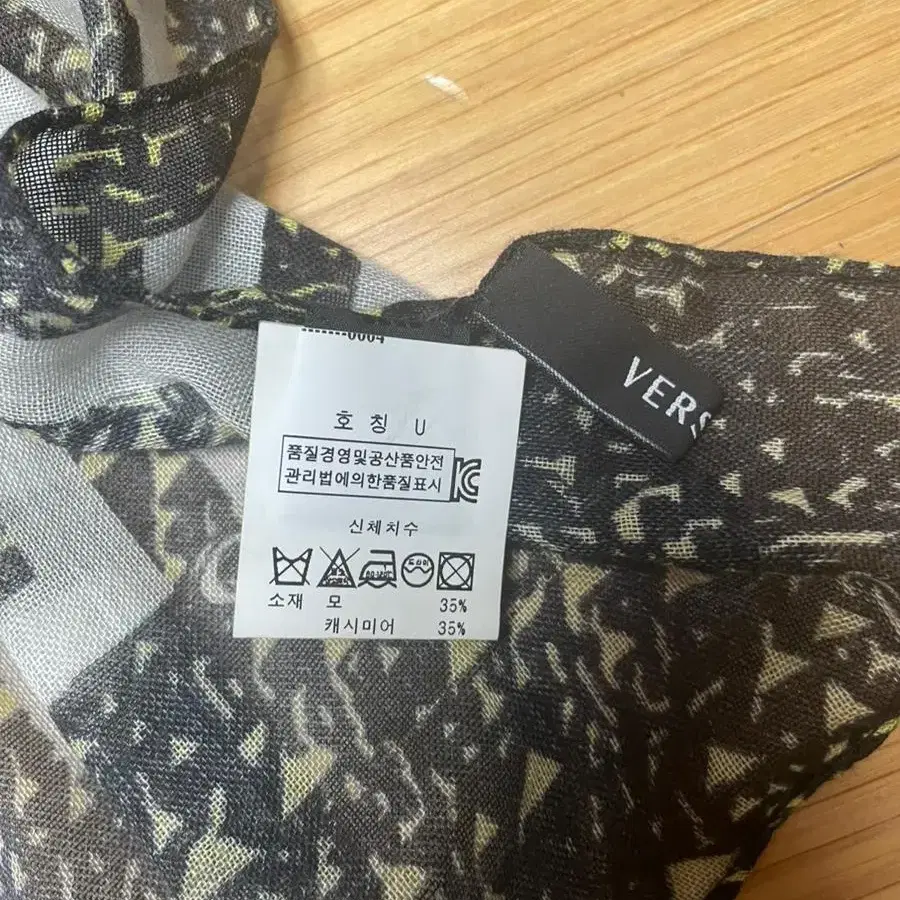 호 칭 U
품질경영및공산품안전
관리법에의한품질표시
신체치수
소재 모 35%
캐시미어 35%
VERS